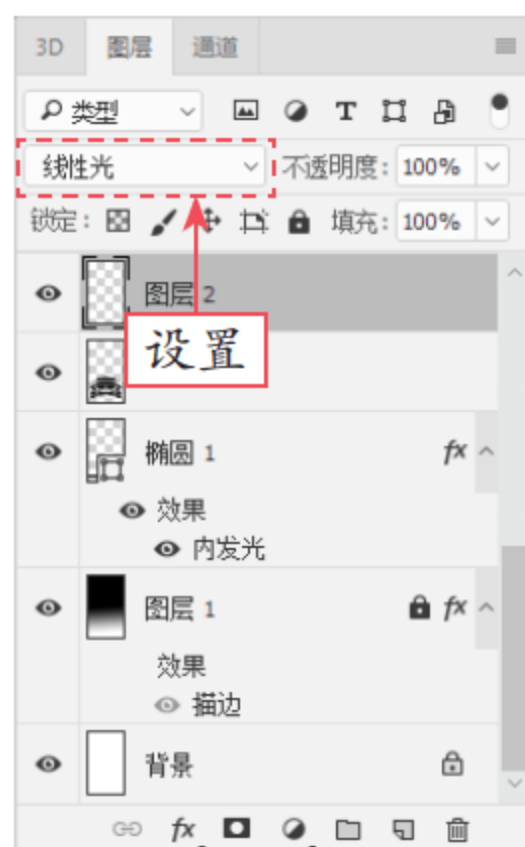 3D 图层 通道
类型
线性光 不透明度: 100%
锁定: 填充: 100%
图层 2
设置
椭圆 1 fx
效果
内发光
图层 1 fx
效果
描边
背景
fx